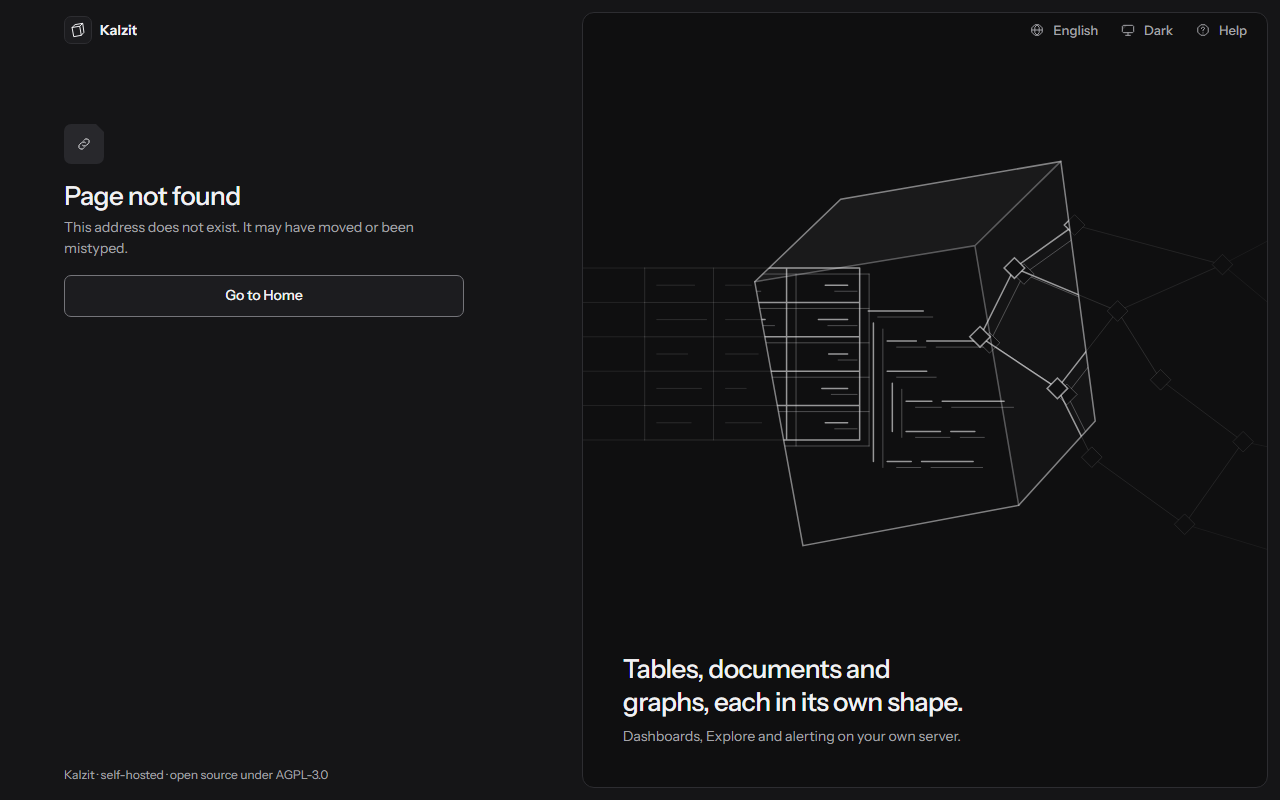 Kalzit
English
Dark
Help
Page not found
This address does not exist. It may have moved or been
mistyped.
Go to Home
Tables, documents and
graphs, each in its own shape.
Dashboards, Explore and alerting on your own server.
Kalzit · self-hosted · open source under AGPL-3.0